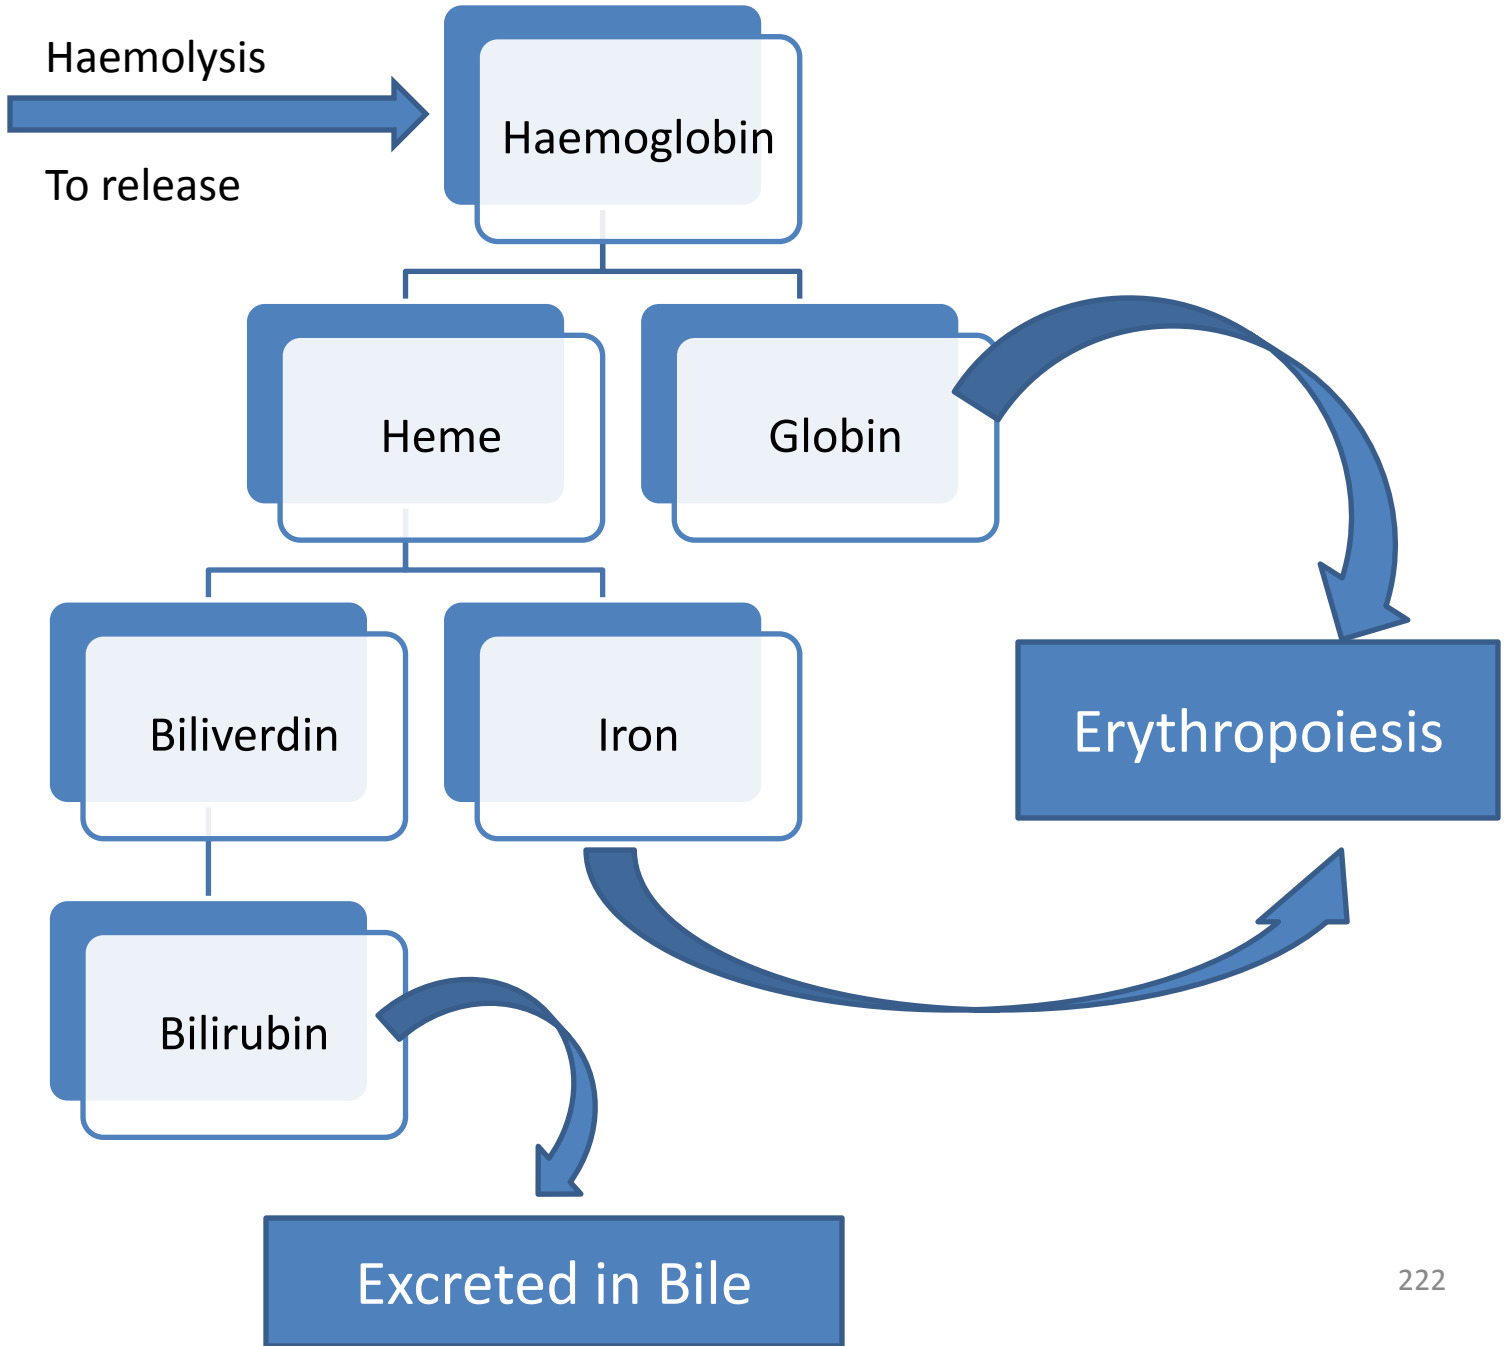 Haemolysis
To release
Haemoglobin
Heme
Globin
Biliverdin
Iron
Erythropoiesis
Bilirubin
Excreted in Bile
222